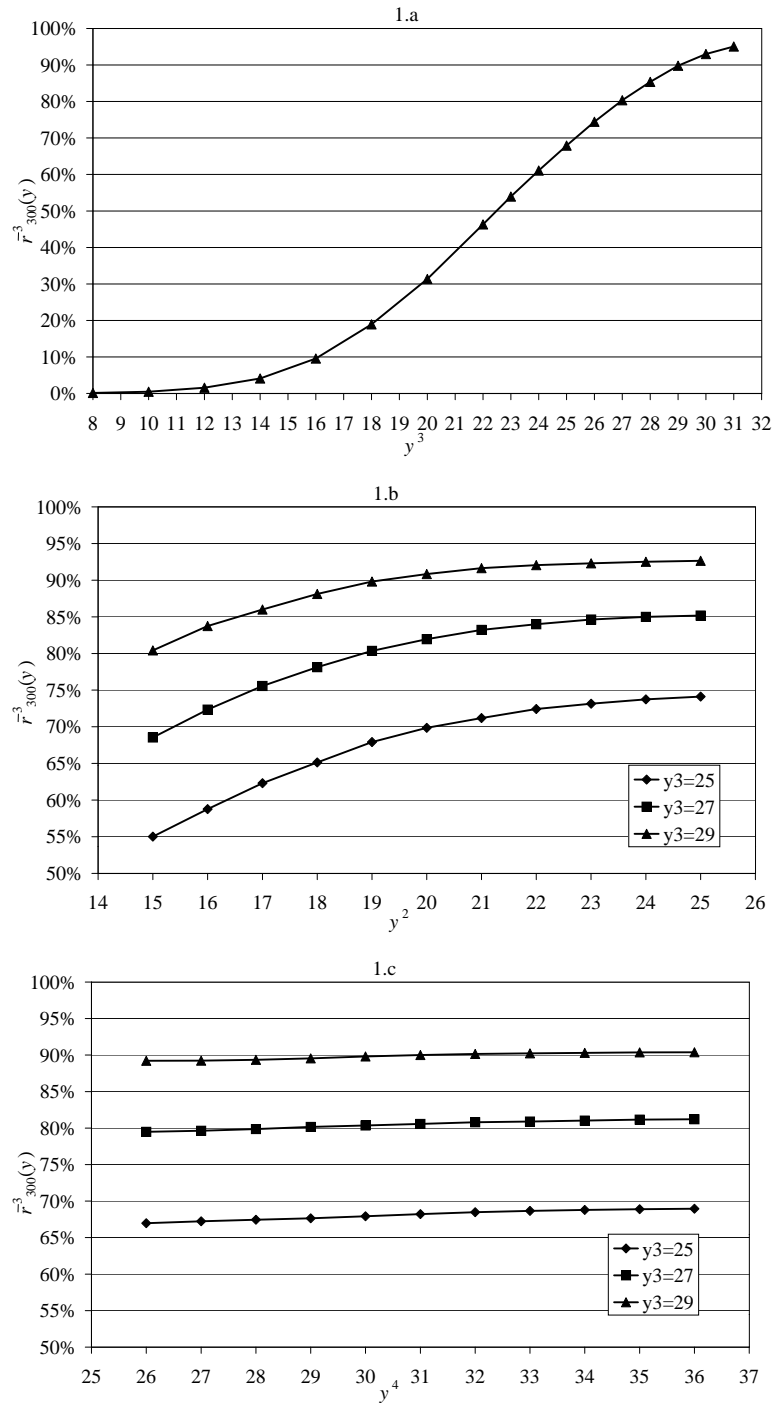 1.a
100%
90%
80%
70%
60%
50%
40%
30%
20%
10%
0%
r̄³₃₀₀(y)
8 9 10 11 12 13 14 15 16 17 18 19 20 21 22 23 24 25 26 27 28 29 30 31 32
y³
1.b
100%
95%
90%
85%
80%
75%
70%
65%
60%
55%
50%
r̄³₃₀₀(y)
y3=25
y3=27
y3=29
14 15 16 17 18 19 20 21 22 23 24 25 26
y²
1.c
100%
95%
90%
85%
80%
75%
70%
65%
60%
55%
50%
r̄³₃₀₀(y)
y3=25
y3=27
y3=29
25 26 27 28 29 30 31 32 33 34 35 36 37
y⁴